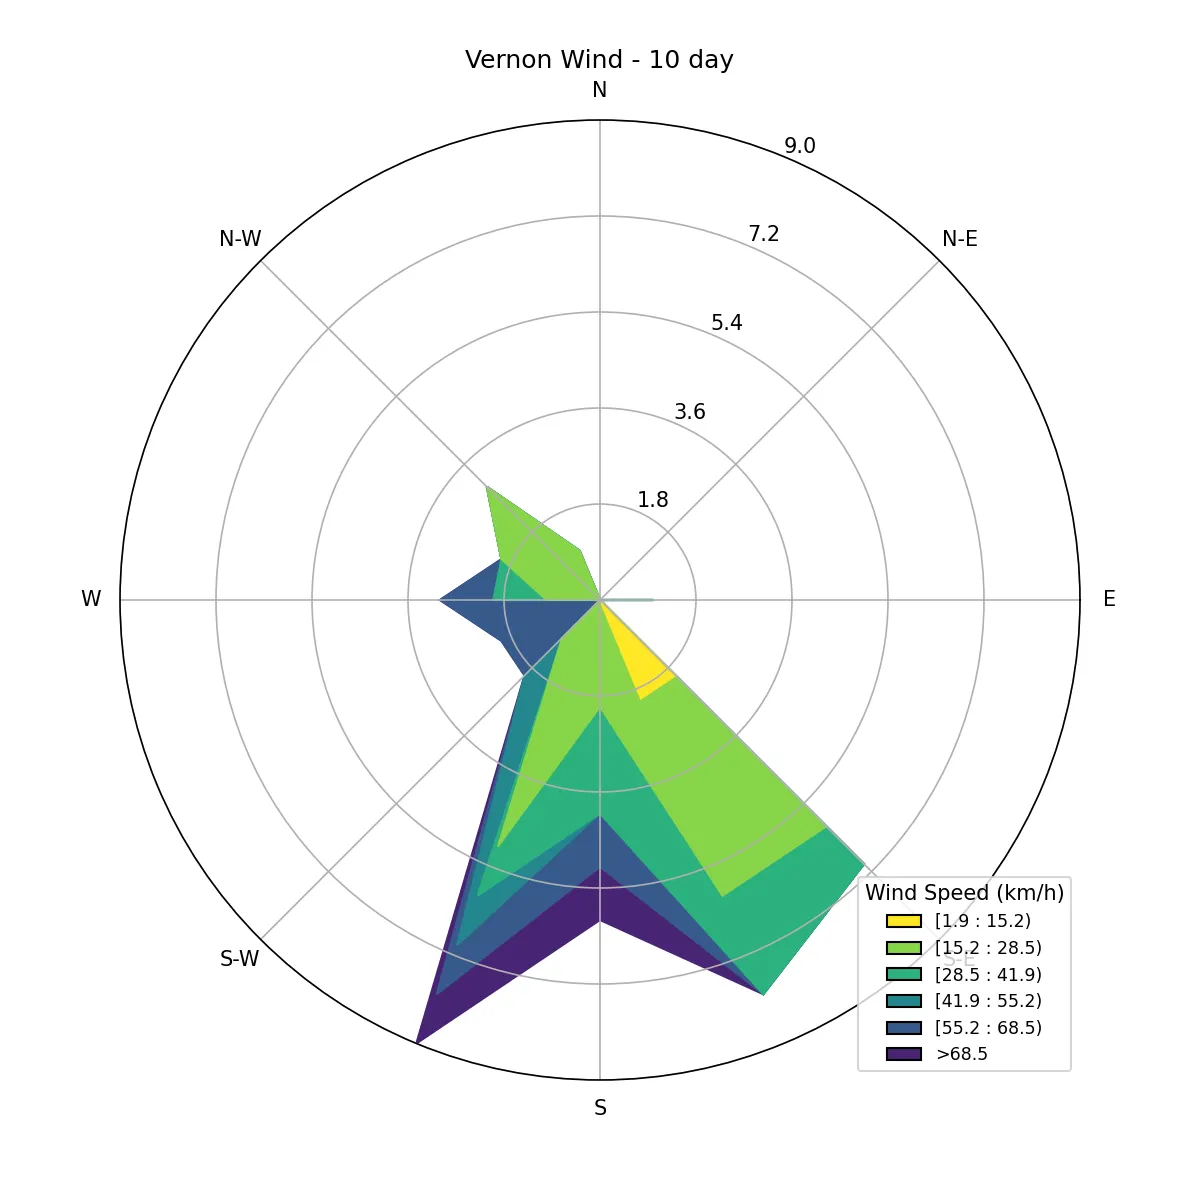 Vernon Wind - 10 day
N
9.0
7.2
N-W
N-E
5.4
3.6
1.8
W
E
Wind Speed (km/h)
[1.9 : 15.2)
[15.2 : 28.5)
S-W
S-E
[28.5 : 41.9)
[41.9 : 55.2)
[55.2 : 68.5)
>68.5
S